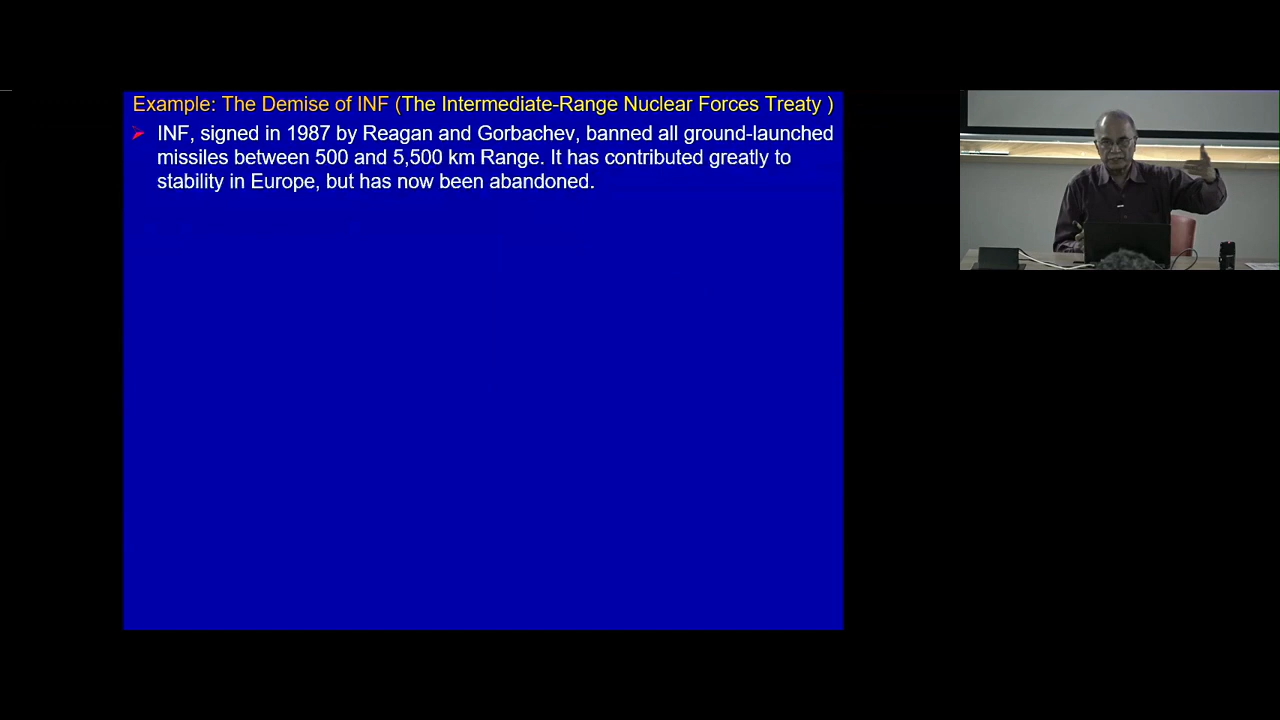 Example: The Demise of INF (The Intermediate-Range Nuclear Forces Treaty )
INF, signed in 1987 by Reagan and Gorbachev, banned all ground-launched
missiles between 500 and 5,500 km Range. It has contributed greatly to
stability in Europe, but has now been abandoned.